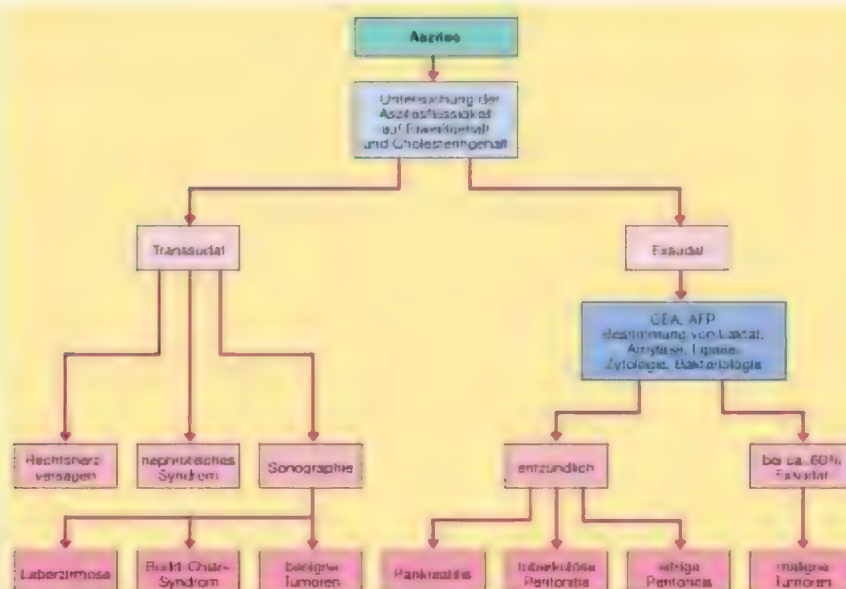 Aszites
Untersuchung der
Aszitesflüssigkeit
auf Eiweißgehalt
und Cholesteringehalt
Transsudat
Exsudat
CEA, AFP
Bestimmung von Laktat,
Amylase, Lipase,
Zytologie, Bakteriologie
Rechtsherz-
versagen
nephrotisches
Syndrom
Sonographie
entzündlich
bei ca. 60%
Exsudat
Leberzirrhose
Budd-Chiari-
Syndrom
benigne
Tumoren
Pankreatitis
tuberkulöse
Peritonitis
eitrige
Peritonitis
maligne
Tumoren